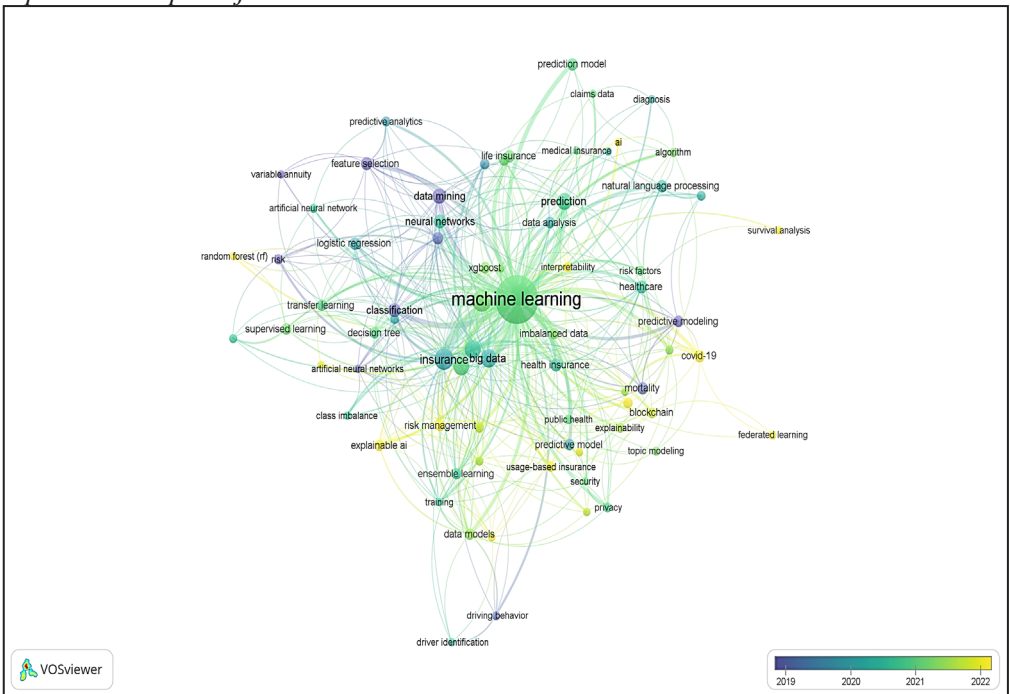 prediction model
claims data
diagnosis
predictive analytics
ai
medical insurance
algorithm
life insurance
feature selection
variable annuity
natural language processing
data mining
prediction
artificial neural network
neural networks
data analysis
survival analysis
logistic regression
random forest (rf)
risk
xgboost
interpretability
risk factors
healthcare
machine learning
transfer learning
classification
predictive modeling
supervised learning
decision tree
imbalanced data
insurance
big data
covid-19
health insurance
artificial neural networks
mortality
class imbalance
blockchain
public health
risk management
explainability
federated learning
explainable ai
predictive model
topic modeling
usage-based insurance
ensemble learning
security
training
privacy
data models
driving behavior
driver identification
VOSviewer
2019 2020 2021 2022